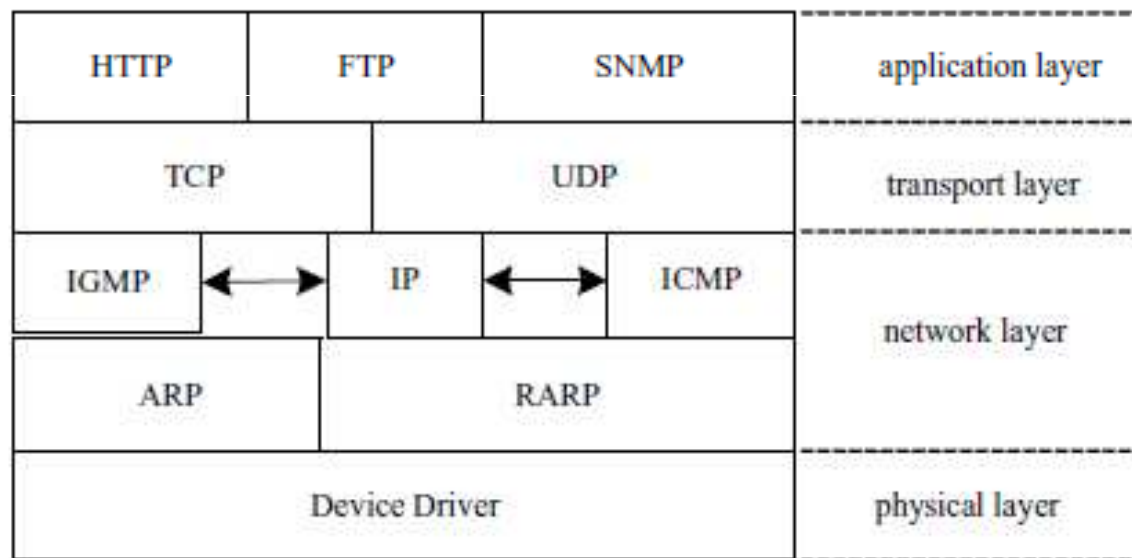 HTTP FTP SNMP application layer
TCP UDP transport layer
IGMP IP ICMP
network layer
ARP RARP
Device Driver physical layer